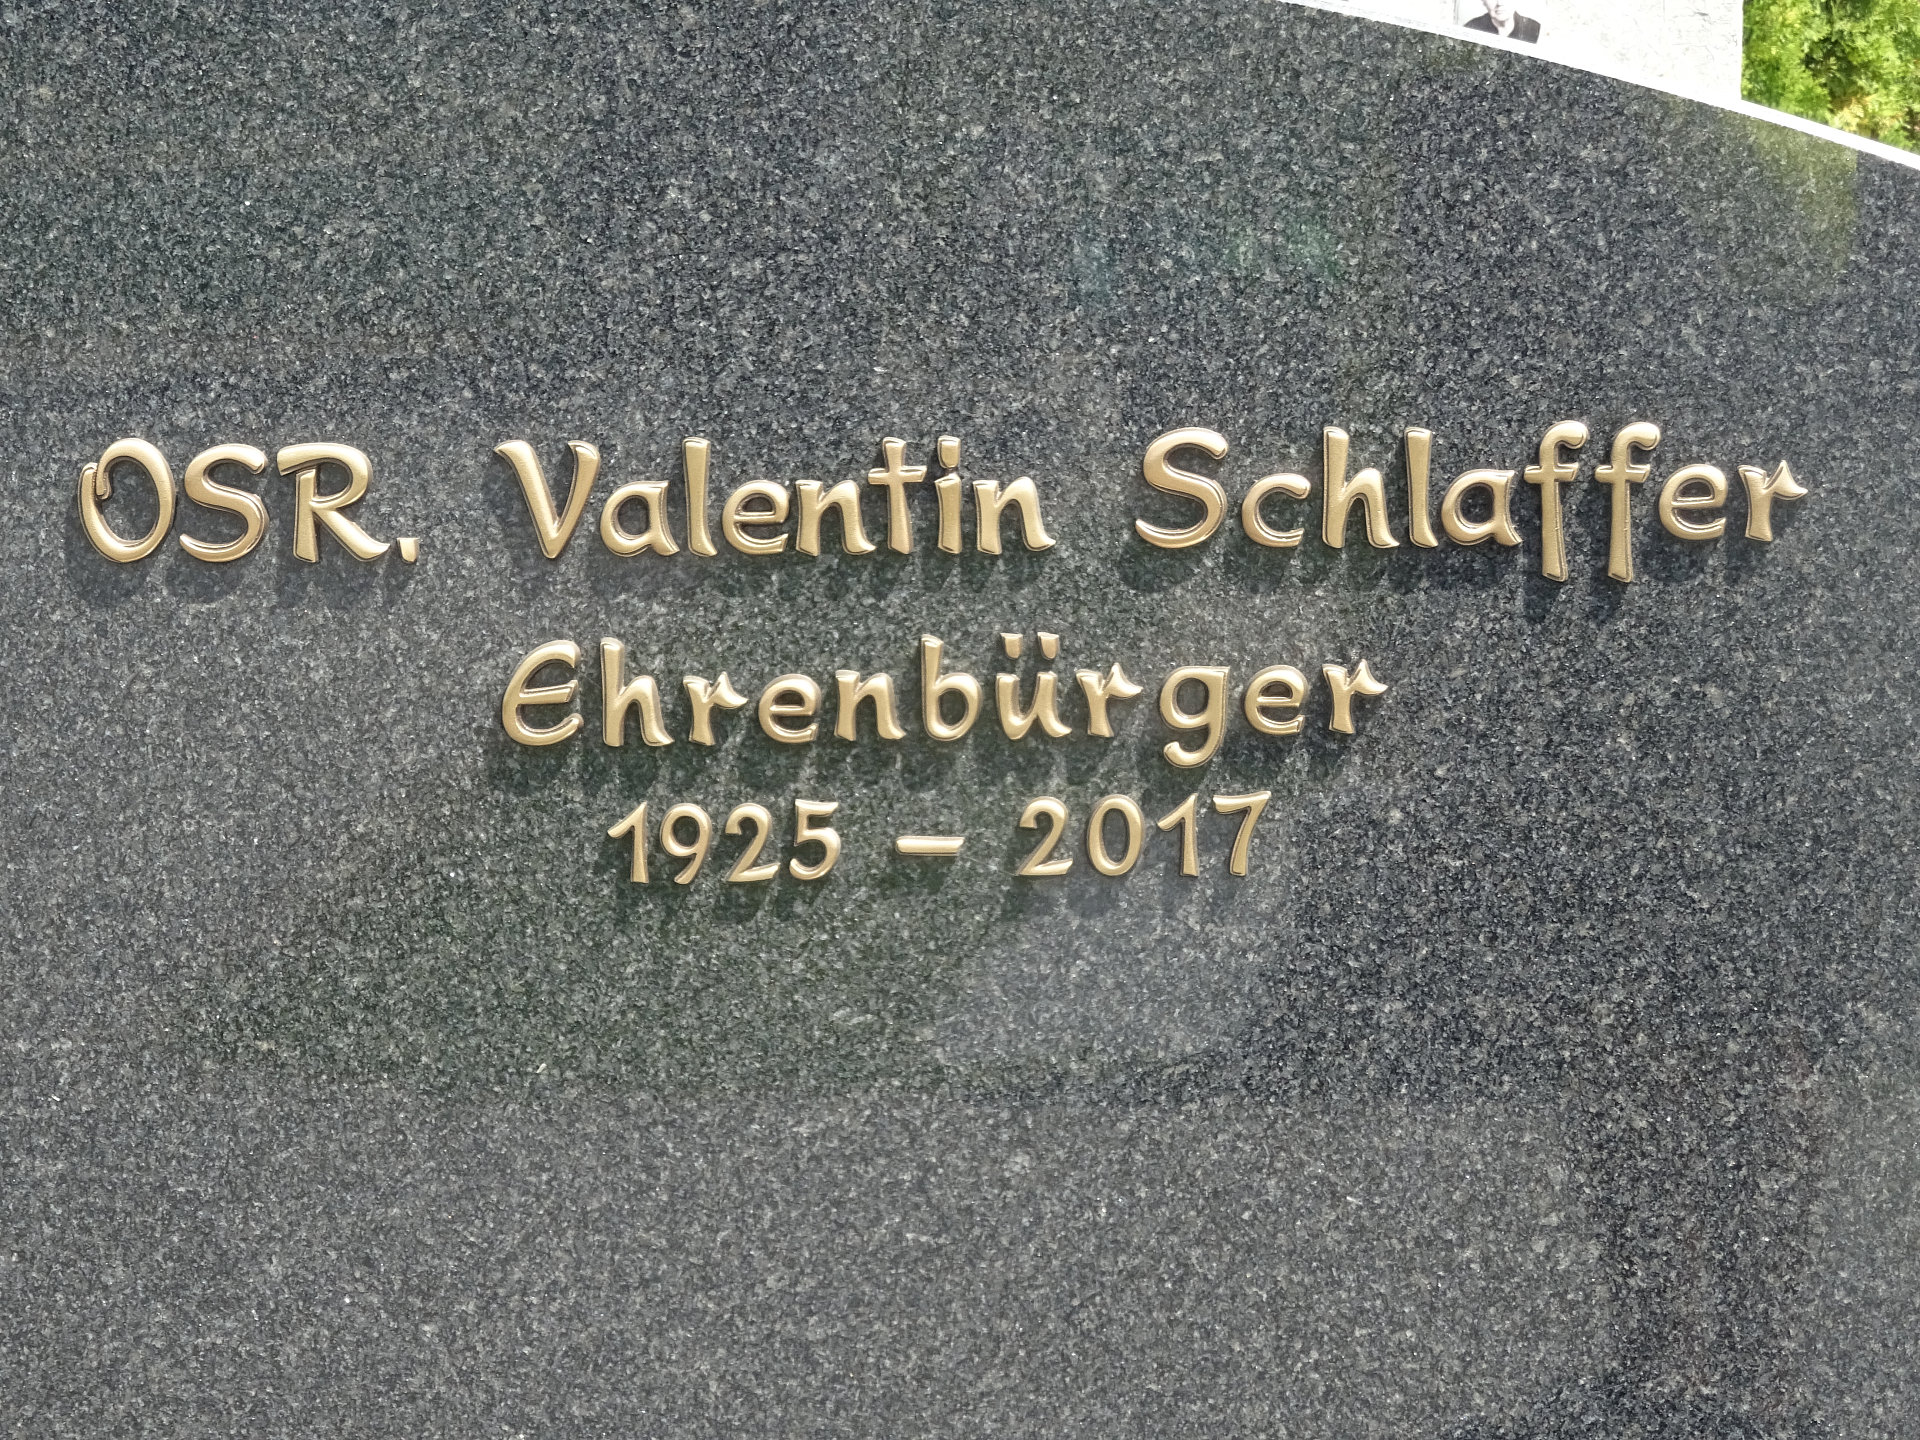 OSR. Valentin Schlaffer
Ehrenbürger
1925 – 2017